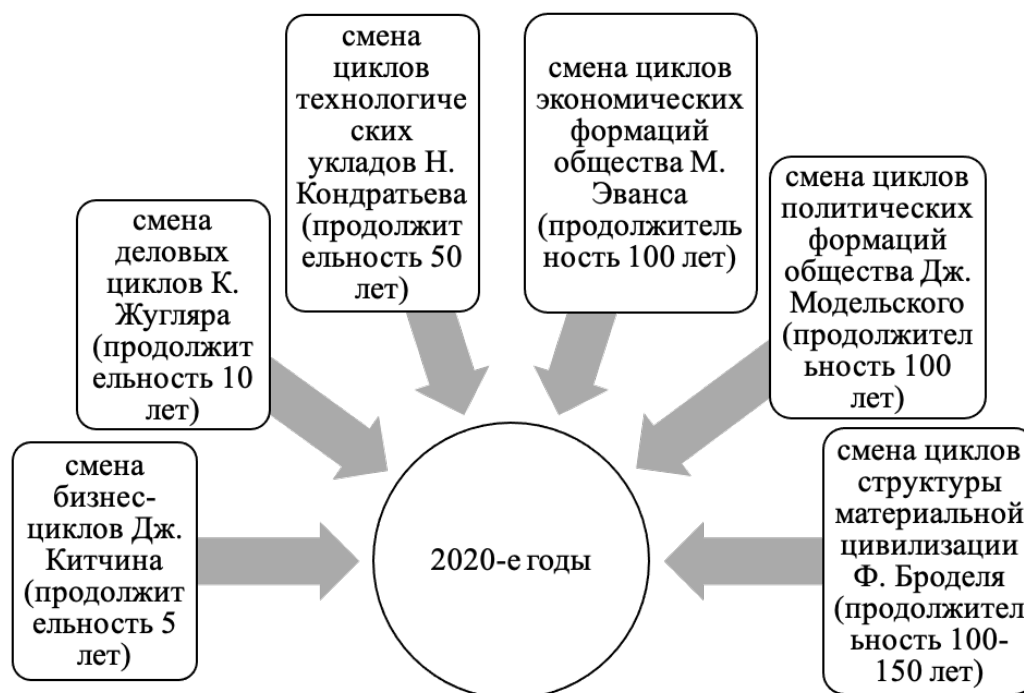 смена
бизнес-
циклов Дж.
Китчина
(продолжит
ельность 5
лет)
смена
деловых
циклов К.
Жугляра
(продолжит
ельность 10
лет)
смена
циклов
технологиче
ских
укладов Н.
Кондратьева
(продолжит
ельность 50
лет)
смена циклов
экономических
формаций
общества М.
Эванса
(продолжитель
ность 100 лет)
смена циклов
политических
формаций
общества Дж.
Модельского
(продолжител
ьность 100
лет)
смена циклов
структуры
материальной
цивилизации
Ф. Броделя
(продолжител
ьность 100-
150 лет)
2020-е годы